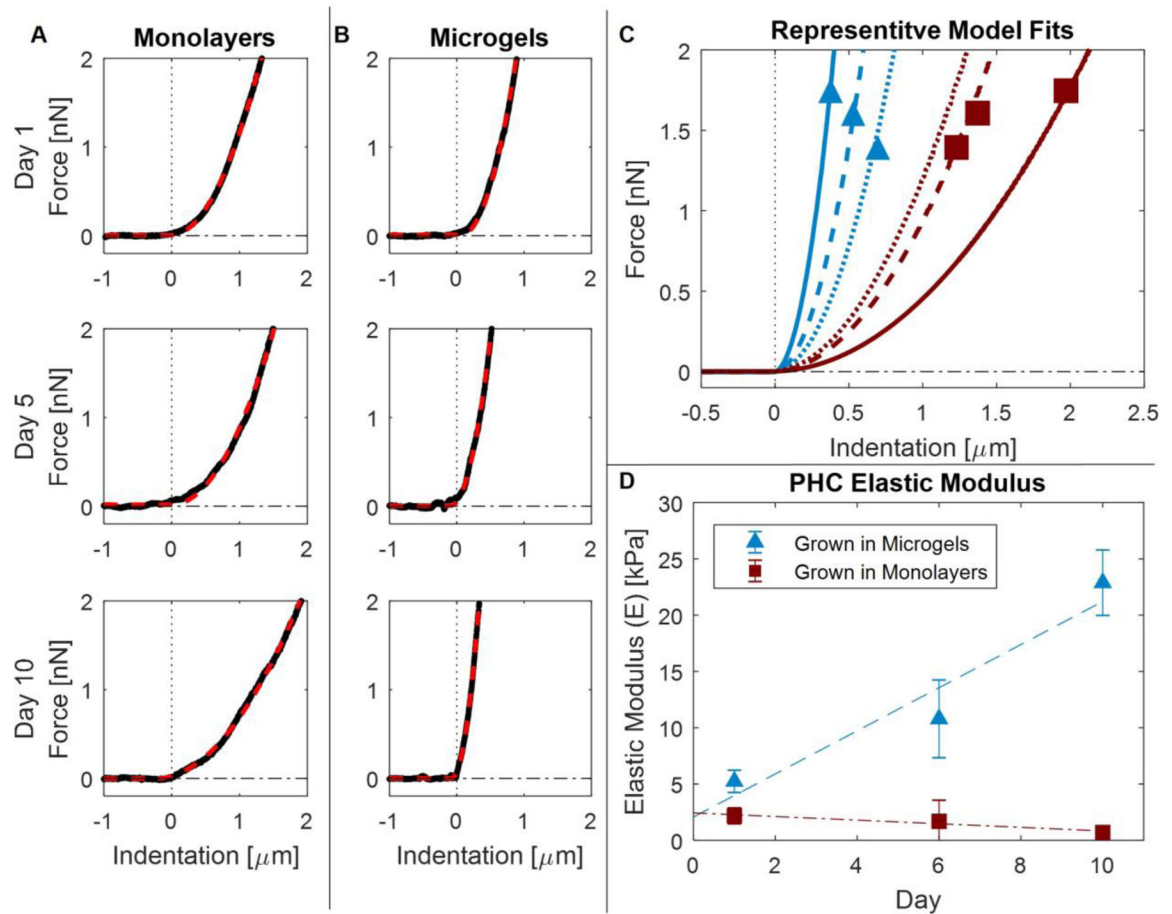 A
Monolayers
Day 1
Force [nN]
2
1
0
-1 0 1 2
Day 5
Force [nN]
2
1
0
-1 0 1 2
Day 10
Force [nN]
2
1
0
-1 0 1 2
Indentation [μm]
B
Microgels
2
1
0
-1 0 1 2
2
1
0
-1 0 1 2
2
1
0
-1 0 1 2
Indentation [μm]
C
Representitve Model Fits
Force [nN]
2
1.5
1
0.5
0
-0.5 0 0.5 1 1.5 2 2.5
Indentation [μm]
D
PHC Elastic Modulus
Elastic Modulus (E) [kPa]
30
25
20
15
10
5
0
Grown in Microgels
Grown in Monolayers
0 2 4 6 8 10
Day